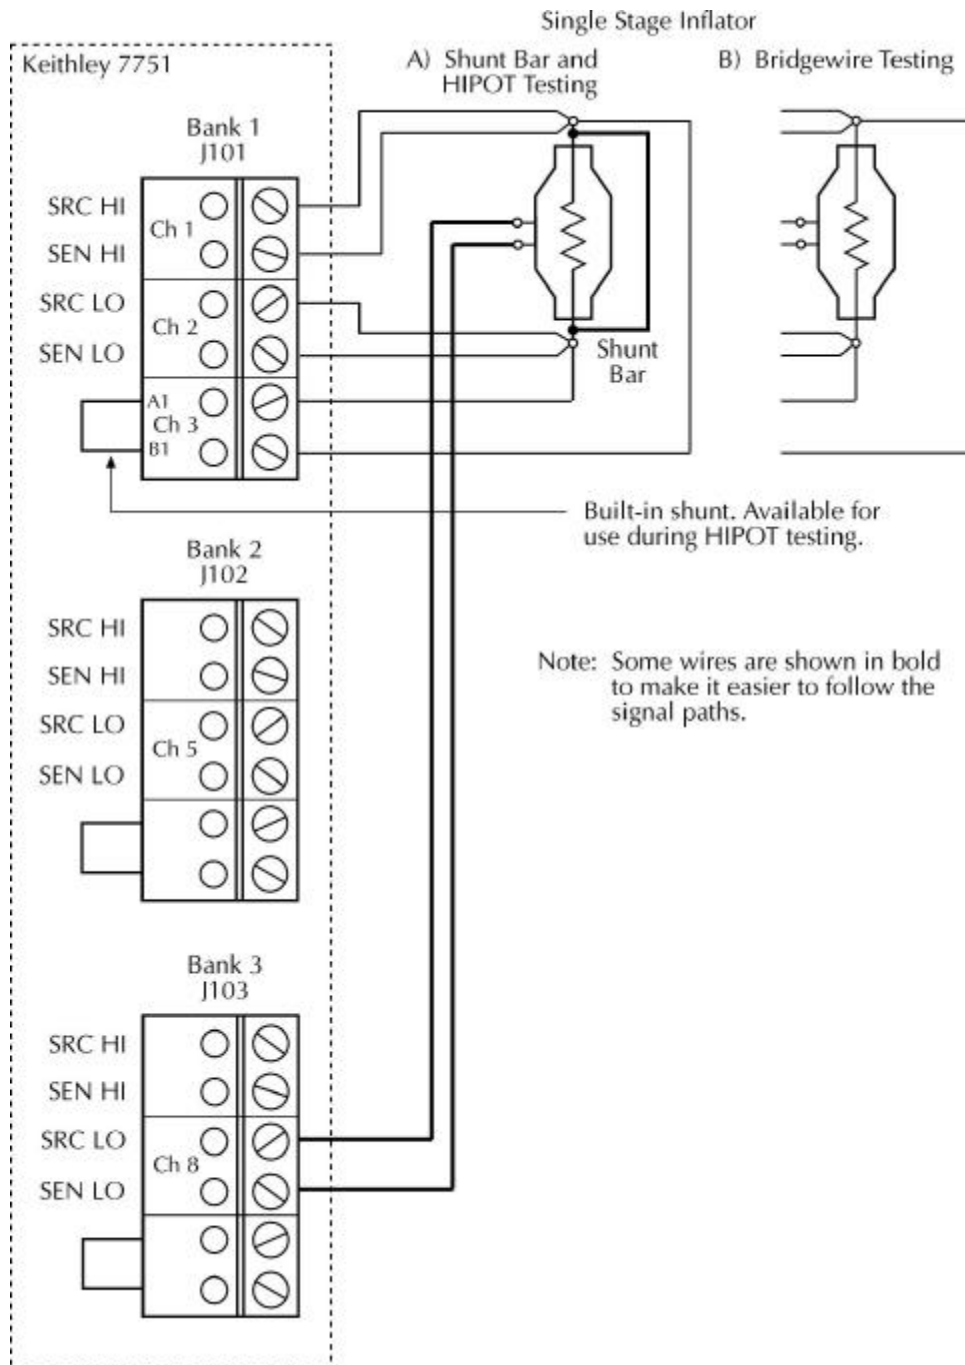 Single Stage Inflator
Keithley 7751
A) Shunt Bar and
HIPOT Testing
B) Bridgewire Testing
Bank 1
J101
SRC HI
Ch 1
SEN HI
SRC LO
Ch 2
SEN LO
Shunt
Bar
A1
Ch 3
B1
Built-in shunt. Available for
use during HIPOT testing.
Bank 2
J102
SRC HI
SEN HI
SRC LO
Ch 5
SEN LO
Note: Some wires are shown in bold
to make it easier to follow the
signal paths.
Bank 3
J103
SRC HI
SEN HI
SRC LO
Ch 8
SEN LO